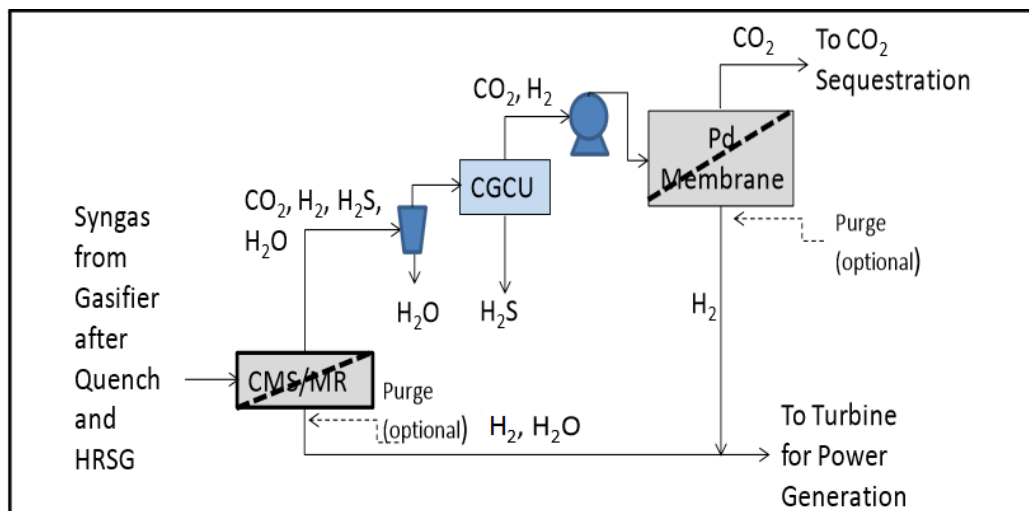 CO₂
To CO₂
Sequestration
CO₂, H₂
Pd
Membrane
CGCU
CO₂, H₂, H₂S,
H₂O
Syngas
from
Gasifier
after
Quench
and
HRSG
Purge
(optional)
H₂O
H₂S
H₂
CMS/MR
Purge
(optional)
H₂, H₂O
To Turbine
for Power
Generation